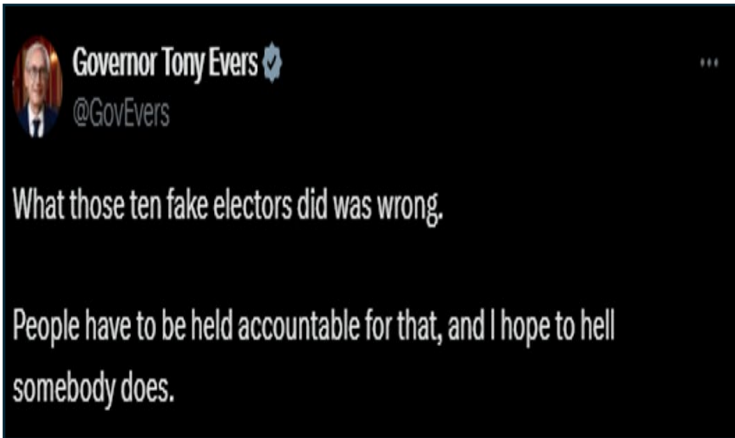 Governor Tony Evers
@GovEvers
What those ten fake electors did was wrong.
People have to be held accountable for that, and I hope to hell
somebody does.